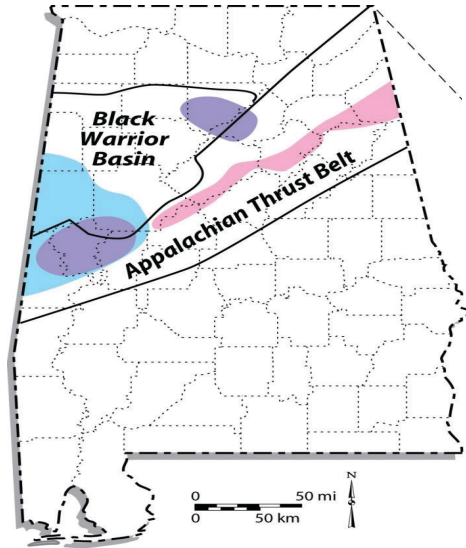 Black
Warrior
Basin
Appalachian Thrust Belt
N
0 50 mi
0 50 km